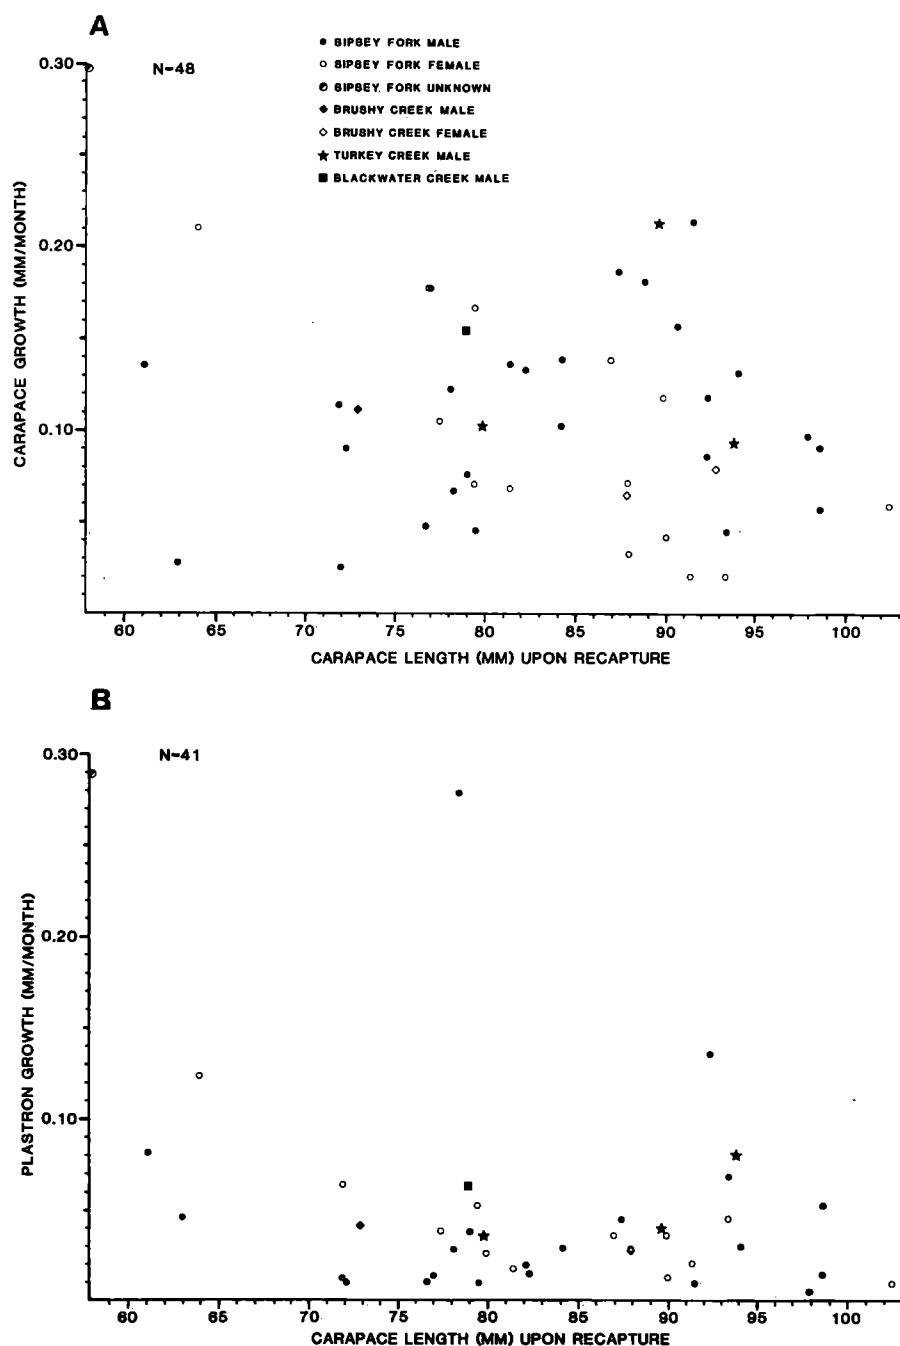 A
SIPSEY FORK MALE
N-48
SIPSEY FORK FEMALE
SIPSEY FORK UNKNOWN
BRUSHY CREEK MALE
BRUSHY CREEK FEMALE
TURKEY CREEK MALE
BLACKWATER CREEK MALE
CARAPACE GROWTH (MM/MONTH)
0.30
0.20
0.10
60 65 70 75 80 85 90 95 100
CARAPACE LENGTH (MM) UPON RECAPTURE
B
N-41
PLASTRON GROWTH (MM/MONTH)
0.30
0.20
0.10
60 65 70 75 80 85 90 95 100
CARAPACE LENGTH (MM) UPON RECAPTURE